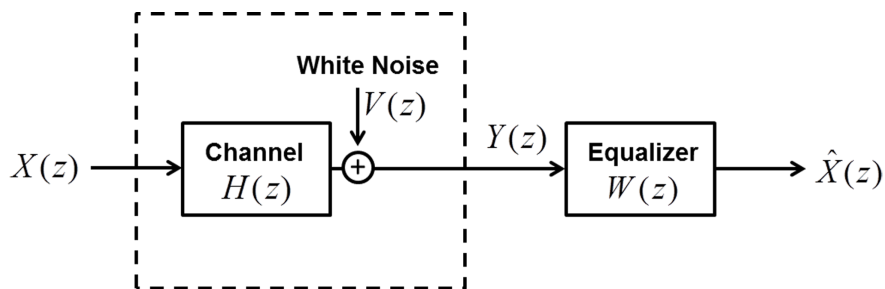 White Noise
V(z)
X(z)
Channel
H(z)
+
Y(z)
Equalizer
W(z)
X̂(z)